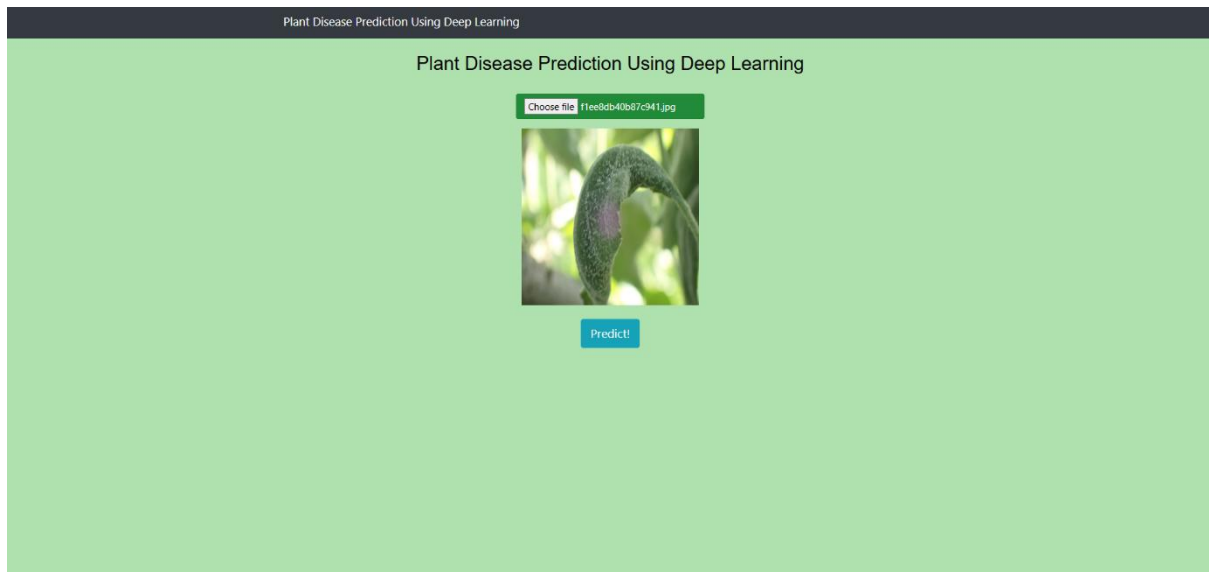 Plant Disease Prediction Using Deep Learning
Plant Disease Prediction Using Deep Learning
Choose file f1ee8db40b87c941.jpg
Predict!